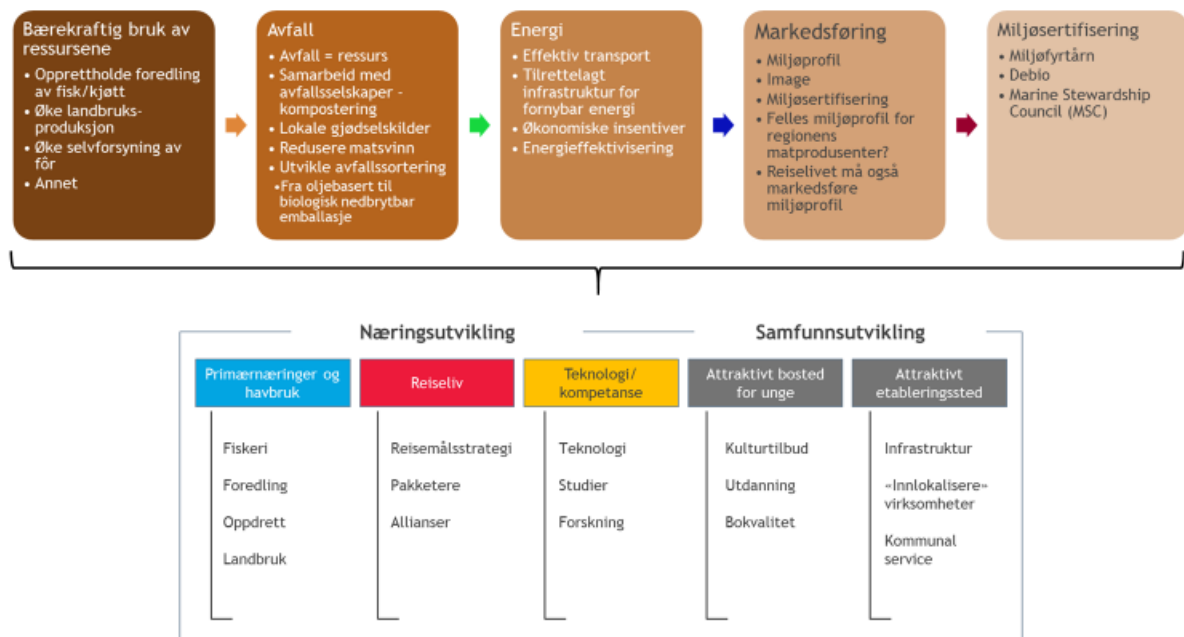 Bærekraftig bruk av
ressursene
• Opprettholde foredling
av fisk/kjøtt
• Øke landbruks-
produksjon
• Øke selvforsyning av
fôr
• Annet
Avfall
• Avfall = ressurs
• Samarbeid med
avfallsselskaper -
kompostering
• Lokale gjødselskilder
• Redusere matsvinn
• Utvikle avfallssortering
•Fra oljebasert til
biologisk nedbrytbar
emballasje
Energi
• Effektiv transport
• Tilrettelagt
infrastruktur for
fornybar energi
•Økonomiske insentiver
• Energieffektivisering
Markedsføring
• Miljøprofil
• Image
• Miljøsertifisering
• Felles miljøprofil for
regionens
matprodusenter?
• Reiselivet må også
markedsføre
miljøprofil
Miljøsertifisering
• Miljøfyrtårn
• Debio
• Marine Stewardship
Council (MSC)
Næringsutvikling
Samfunnsutvikling
Primærnæringer og
havbruk
Fiskeri
Foredling
Oppdrett
Landbruk
Reiseliv
Reisemålsstrategi
Pakketere
Allianser
Teknologi/
kompetanse
Teknologi
Studier
Forskning
Attraktivt bosted
for unge
Kulturtilbud
Utdanning
Bokvalitet
Attraktivt
etableringssted
Infrastruktur
«Innlokalisere»
virksomheter
Kommunal
service